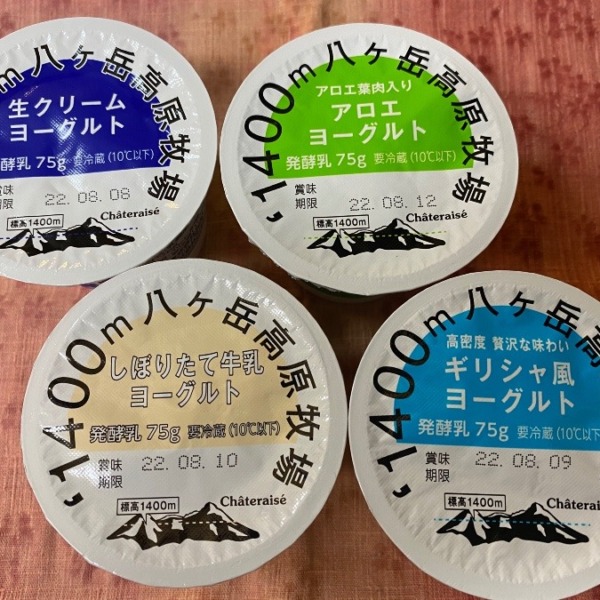 m八ヶ岳高原牧場
生クリーム
ヨーグルト
酵乳 75g 要冷蔵(10℃以下)
賞味
期限
22.08.08
標高1400m
Châteraisé
,1400m八ヶ岳高原牧場
アロエ葉肉入り
アロエ
ヨーグルト
発酵乳 75g 要冷蔵(10℃以下)
賞味
期限
22.08.12
標高1400m
Châteraisé
,1400m八ヶ岳高原牧場
しぼりたて牛乳
ヨーグルト
発酵乳 75g 要冷蔵(10℃以下)
賞味
期限
22.08.10
標高1400m
Châteraisé
,1400m八ヶ岳高原
高密度 贅沢な味わい
ギリシャ風
ヨーグルト
発酵乳 75g 要冷蔵(10℃以
賞味
期限
22.08.09
標高1400m
Châteraisé